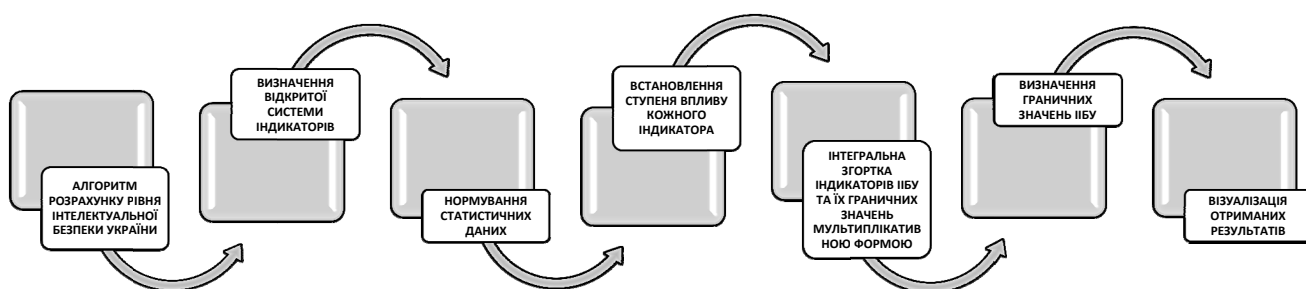 АЛГОРИТМ
РОЗРАХУНКУ РІВНЯ
ІНТЕЛЕКТУАЛЬНОЇ
БЕЗПЕКИ УКРАЇНИ
ВИЗНАЧЕННЯ
ВІДКРИТОЇ
СИСТЕМИ
ІНДИКАТОРІВ
НОРМУВАННЯ
СТАТИСТИЧНИХ
ДАНИХ
ВСТАНОВЛЕННЯ
СТУПЕНЯ ВПЛИВУ
КОЖНОГО
ІНДИКАТОРА
ІНТЕГРАЛЬНА
ЗГОРТКА
ІНДИКАТОРІВ ІІБУ
ТА ЇХ ГРАНИЧНИХ
ЗНАЧЕНЬ
МУЛЬТИПЛІКАТИВ
НОЮ ФОРМОЮ
ВИЗНАЧЕННЯ
ГРАНИЧНИХ
ЗНАЧЕНЬ ІІБУ
ВІЗУАЛІЗАЦІЯ
ОТРИМАНИХ
РЕЗУЛЬТАТІВ